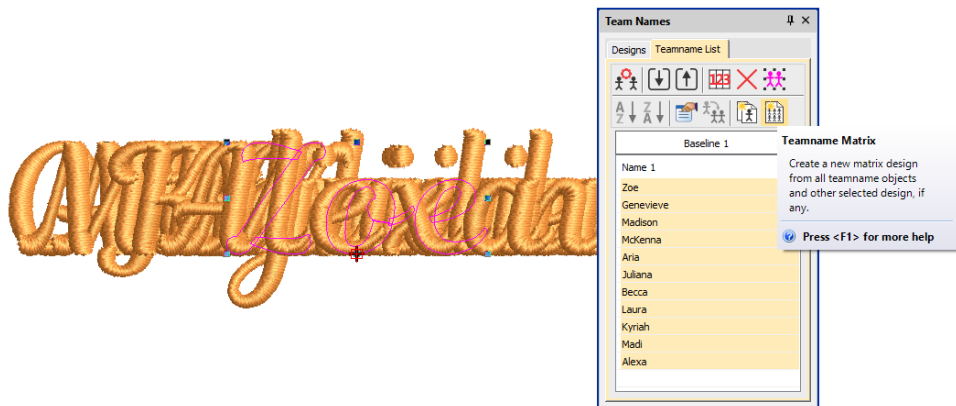 Team Names
Designs Teamname List
123
A Z Z A
Baseline 1
Name 1
Zoe
Genevieve
Madison
McKenna
Aria
Juliana
Becca
Laura
Kyriah
Madi
Alexa
Teamname Matrix
Create a new matrix design
from all teamname objects
and other selected design, if
any.
Press <F1> for more help
Zoe